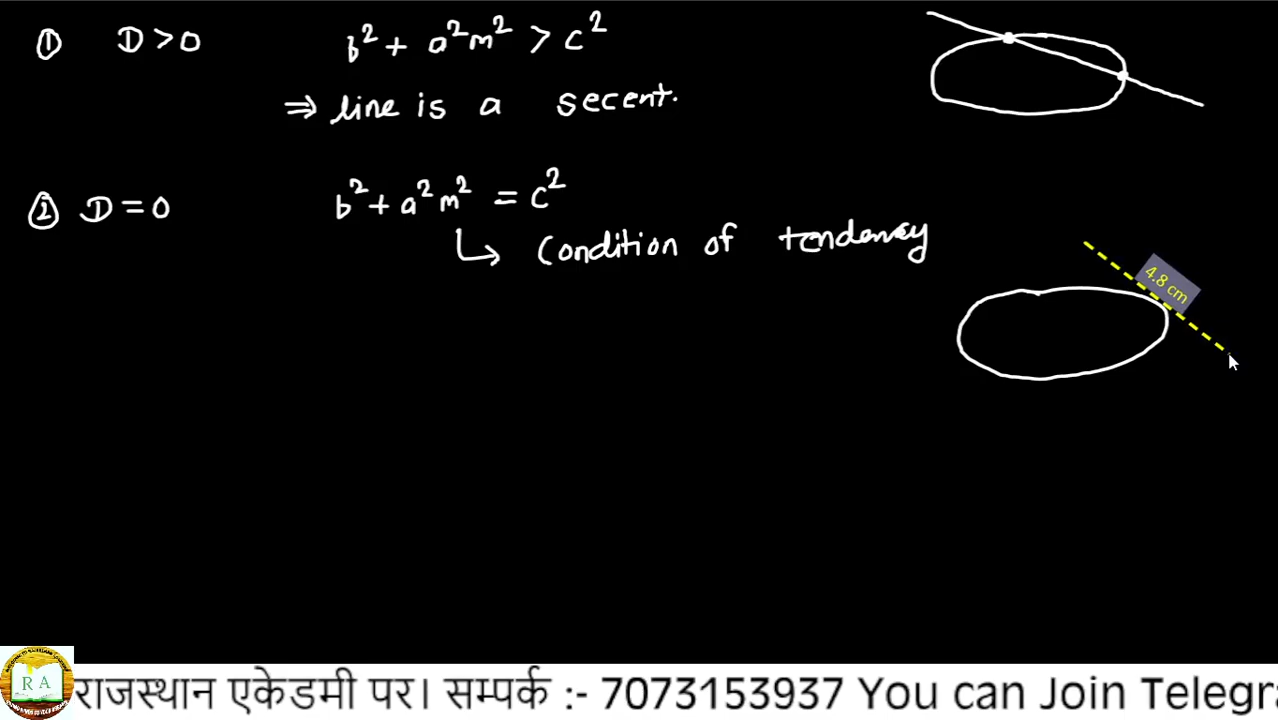 ① D > 0 b² + a²m² > c²
⇒ line is a secent.
② D = 0 b² + a²m² = c²
↳ Condition of tendency
4.8 cm
R A
राजस्थान एकेडमी पर। सम्पर्क :- 7073153937 You can Join Telegra